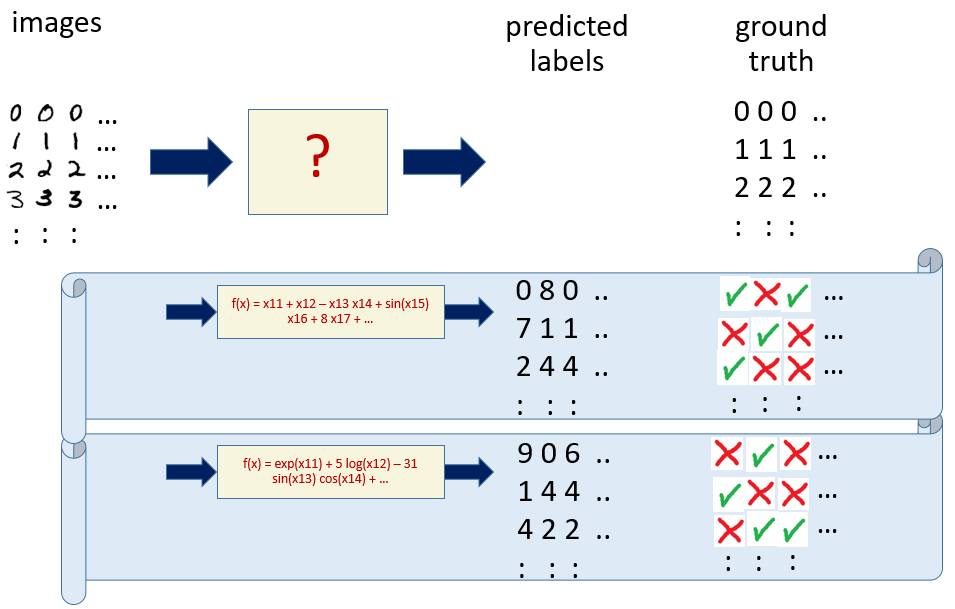 images
predicted
labels
ground
truth
0 0 0 ...
1 1 1 ...
2 2 2 ...
3 3 3 ...
: : :
?
0 0 0 ..
1 1 1 ..
2 2 2 ..
: : :
f(x) = x11 + x12 – x13 x14 + sin(x15)
x16 + 8 x17 + ...
0 8 0 ..
7 1 1 ..
2 4 4 ..
: : :
...
...
...
: : :
f(x) = exp(x11) + 5 log(x12) – 31
sin(x13) cos(x14) + ...
9 0 6 ..
1 4 4 ..
4 2 2 ..
: : :
...
...
...
: : :